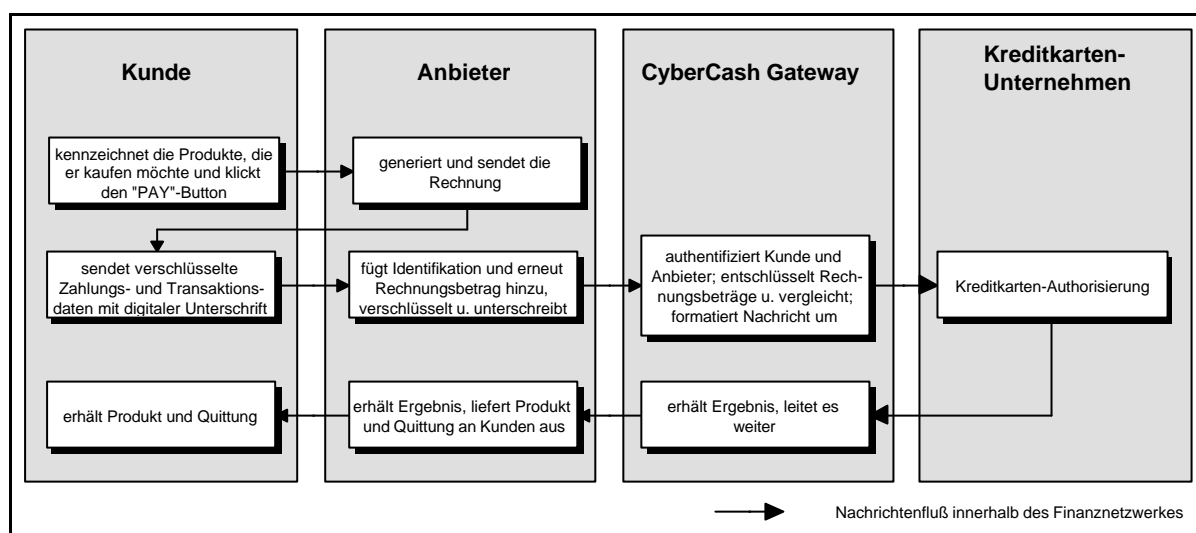 Kunde
Anbieter
CyberCash Gateway
Kreditkarten-
Unternehmen
kennzeichnet die Produkte, die
er kaufen möchte und klickt
den "PAY"-Button
generiert und sendet die
Rechnung
sendet verschlüsselte
Zahlungs- und Transaktions-
daten mit digitaler Unterschrift
fügt Identifikation und erneut
Rechnungsbetrag hinzu,
verschlüsselt u. unterschreibt
authentifiziert Kunde und
Anbieter; entschlüsselt Rech-
nungsbeträge u. vergleicht;
formatiert Nachricht um
Kreditkarten-Authorisierung
erhält Produkt und Quittung
erhält Ergebnis, liefert Produkt
und Quittung an Kunden aus
erhält Ergebnis, leitet es
weiter
Nachrichtenfluß innerhalb des Finanznetzwerkes